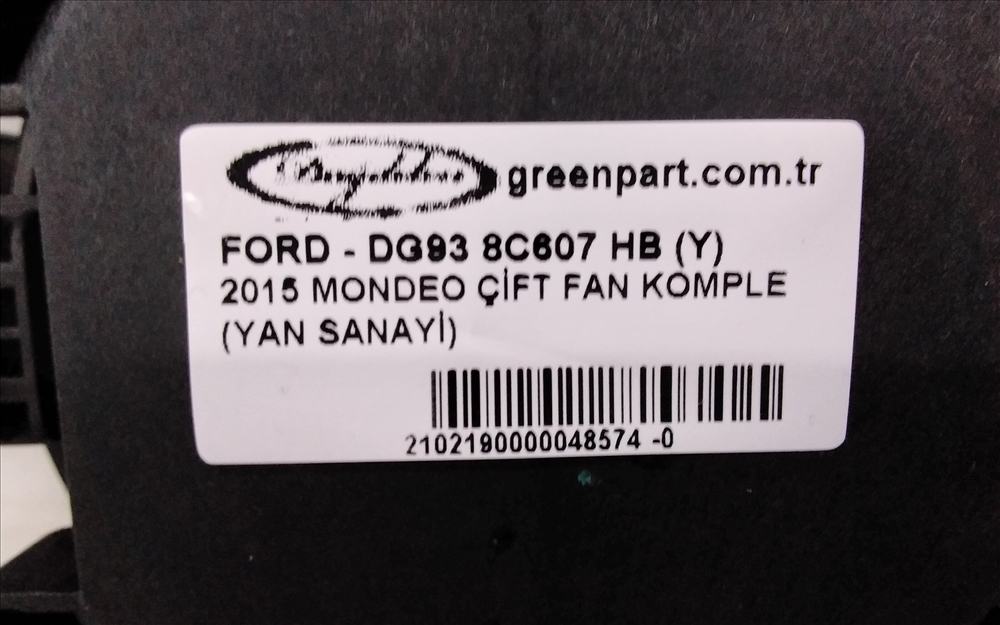 greenpart.com.tr
FORD - DG93 8C607 HB (Y)
2015 MONDEO ÇİFT FAN KOMPLE
(YAN SANAYİ)
2102190000048574 -0